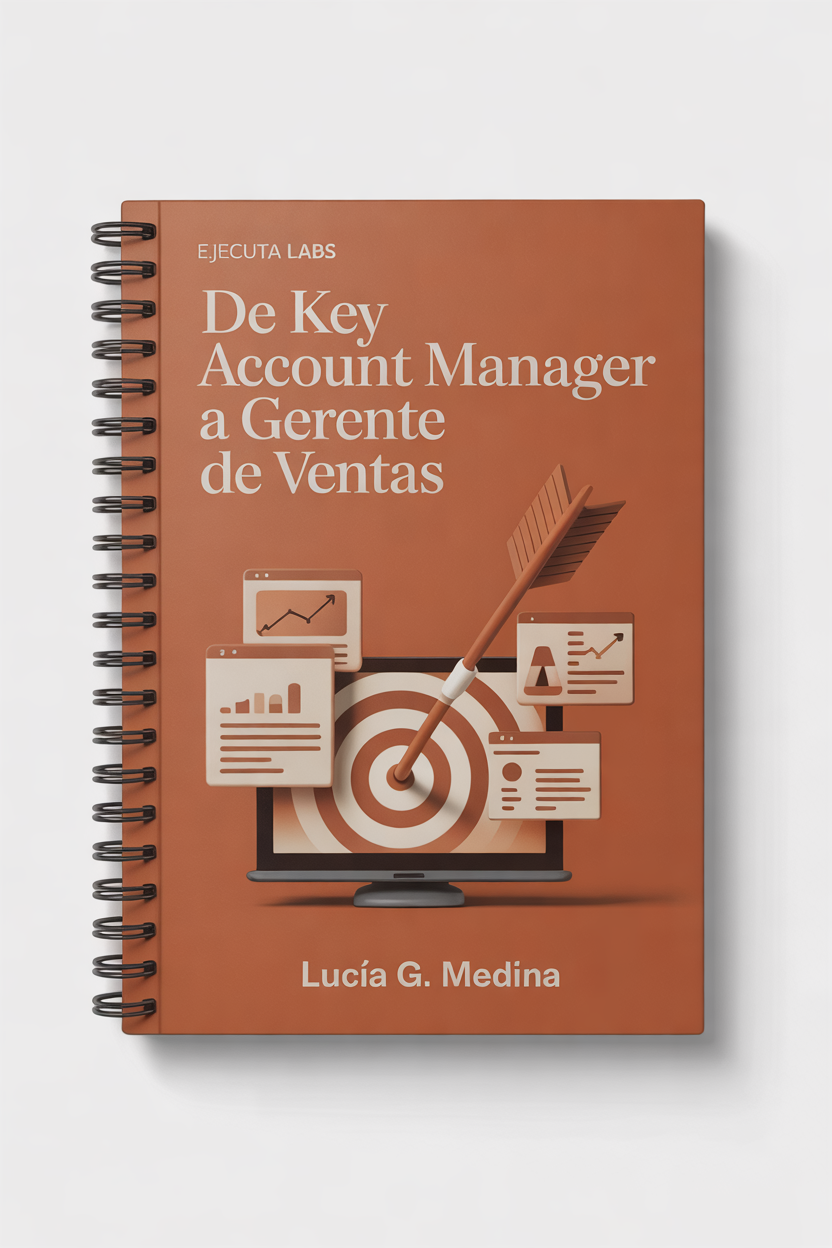 EJECUTA LABS
De Key
Account Manager
a Gerente
de Ventas
Lucía G. Medina